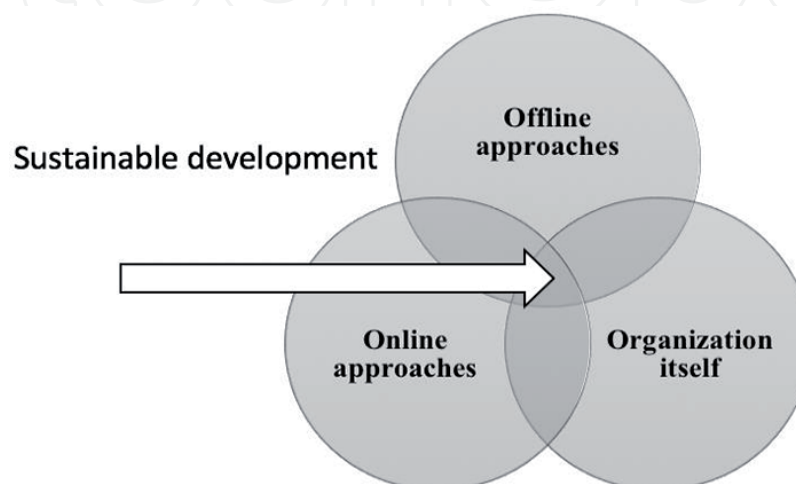 Offline
approaches
Sustainable development
Online
approaches
Organization
itself